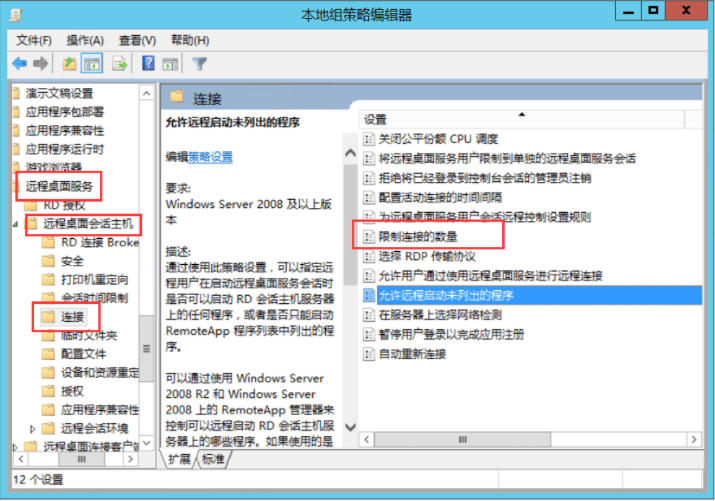 本地组策略编辑器
文件(F) 操作(A) 查看(V) 帮助(H)
演示文稿设置
应用程序包部署
应用程序兼容性
应用程序运行时
游戏浏览器
远程桌面服务
RD 授权
远程桌面会话主机
RD 连接 Broke
安全
打印机重定向
会话时间限制
连接
临时文件夹
配置文件
设备和资源重定
授权
应用程序兼容性
远程会话环境
远程桌面连接客户端
连接
允许远程启动未列出的程序
编辑策略设置
要求:
Windows Server 2008 及以上版
本
描述:
通过使用此策略设置，可以指定远
程用户在启动远程桌面服务会话时
是否可以启动 RD 会话主机服务器
上的任何程序，或者是否只能启动
RemoteApp 程序列表中列出的程
序。
可以通过使用 Windows Server
2008 R2 和 Windows Server
2008 上的 RemoteApp 管理器来
控制可以远程启动 RD 会话主机服
务器上的哪些程序。如果使用的是
设置
关闭公平份额 CPU 调度
将远程桌面服务用户限制到单独的远程桌面服务会话
拒绝将已经登录到控制台会话的管理员注销
配置活动连接的时间间隔
为远程桌面服务用户会话远程控制设置规则
限制连接的数量
选择 RDP 传输协议
允许用户通过使用远程桌面服务进行远程连接
允许远程启动未列出的程序
在服务器上选择网络检测
暂停用户登录以完成应用注册
自动重新连接
扩展 标准
12 个设置